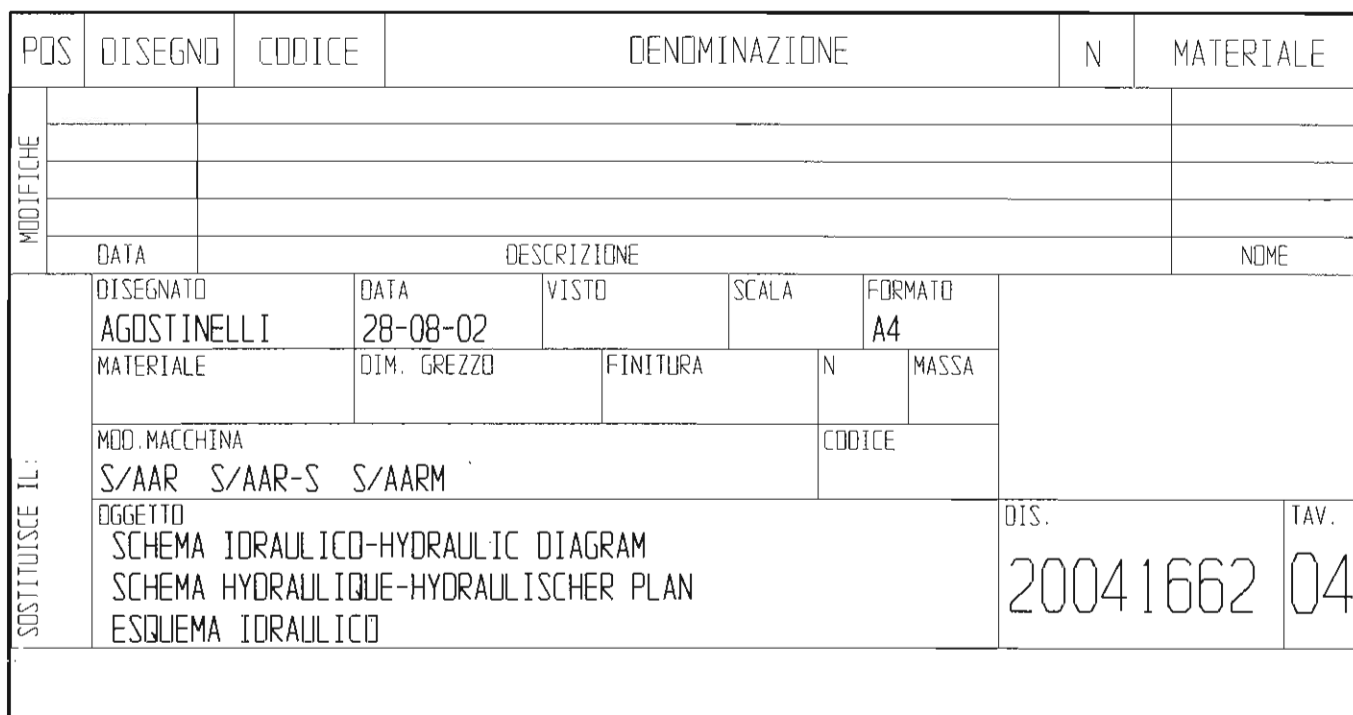 POS DISEGNO CODICE DENOMINAZIONE N MATERIALE
MODIFICHE
DATA DESCRIZIONE NOME
SOSTITUISCE IL:
DISEGNATO DATA VISTO SCALA FORMATO
AGOSTINELLI 28-08-02 A4
MATERIALE DIM. GREZZO FINITURA N MASSA
MOD.MACCHINA CODICE
S/AAR S/AAR-S S/AARM
OGGETTO DIS. TAV.
SCHEMA IDRAULICO-HYDRAULIC DIAGRAM
SCHEMA HYDRAULIQUE-HYDRAULISCHER PLAN
ESQUEMA IDRAULICO
20041662 04